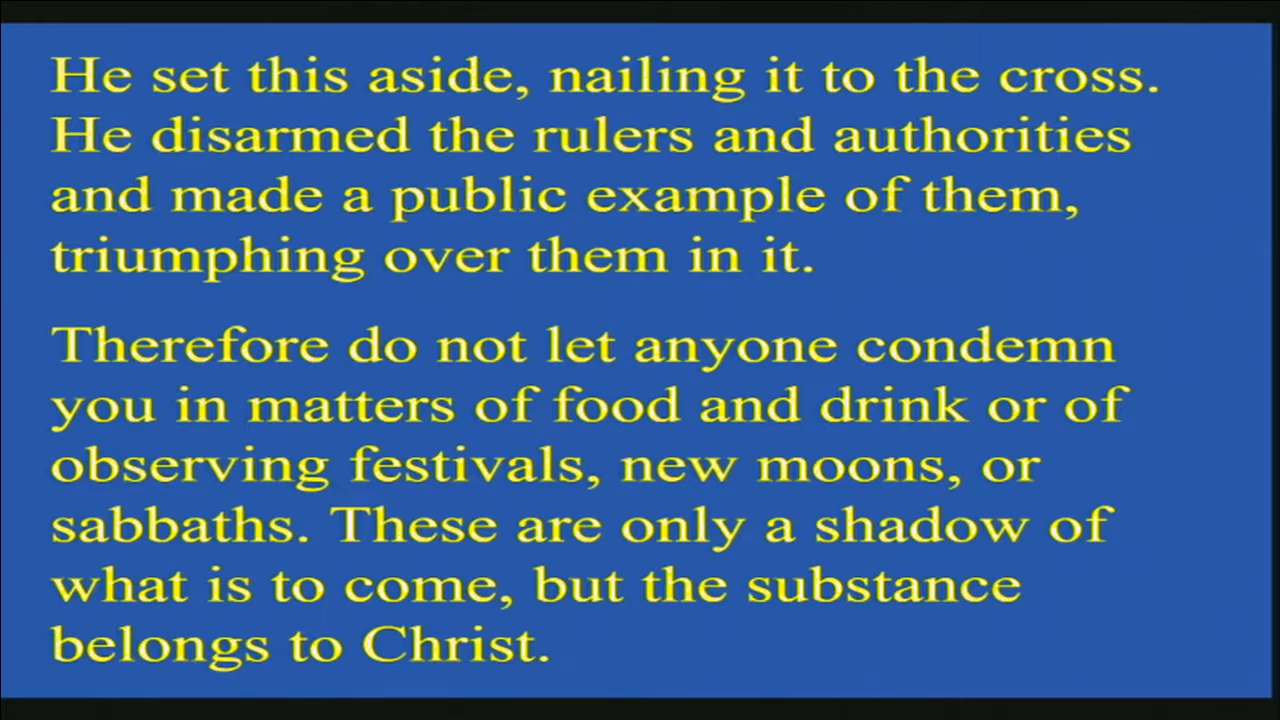 He set this aside, nailing it to the cross.
He disarmed the rulers and authorities
and made a public example of them,
triumphing over them in it.
Therefore do not let anyone condemn
you in matters of food and drink or of
observing festivals, new moons, or
sabbaths. These are only a shadow of
what is to come, but the substance
belongs to Christ.